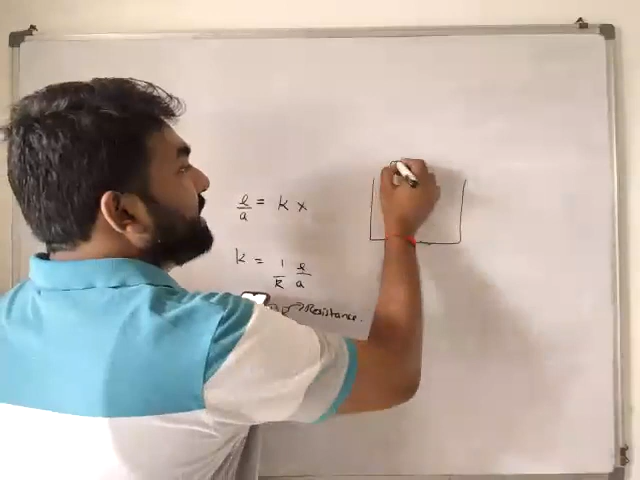 l/a = K x
K = 1/K l/a
R → Resistance.